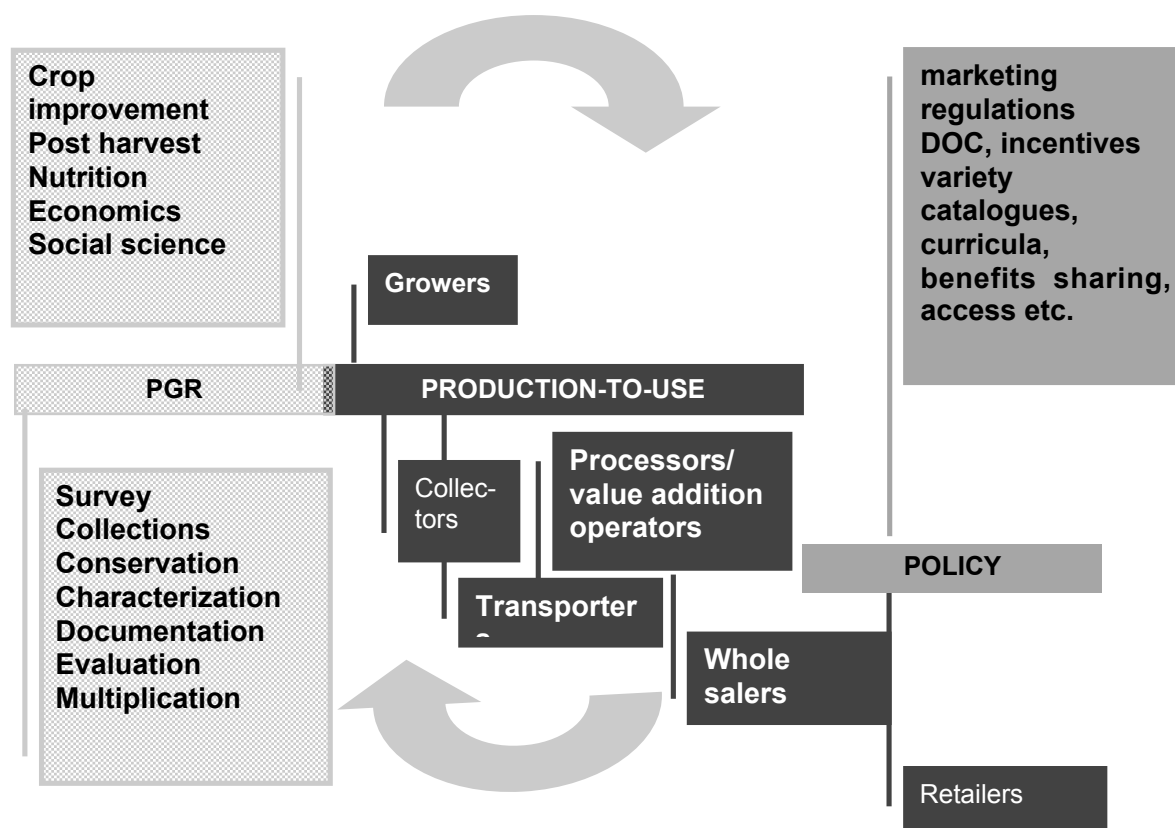 Crop
improvement
Post harvest
Nutrition
Economics
Social science
marketing
regulations
DOC, incentives
variety
catalogues,
curricula,
benefits sharing,
access etc.
Growers
PGR
PRODUCTION-TO-USE
Survey
Collections
Conservation
Characterization
Documentation
Evaluation
Multiplication
Collec-
tors
Processors/
value addition
operators
POLICY
Transporter
Whole
salers
Retailers